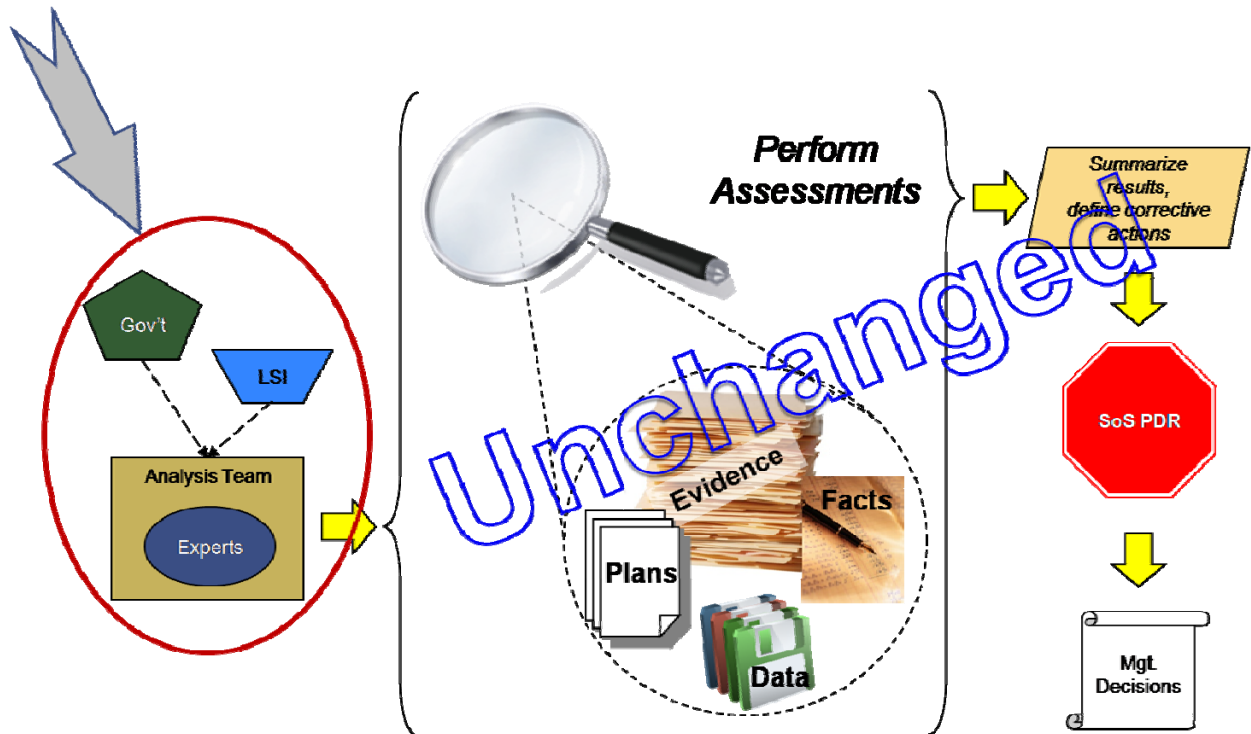 Gov't
LSI
Analysis Team
Experts
Perform
Assessments
Unchanged
Evidence
Facts
Plans
Data
Summarize
results,
define corrective
actions
SoS PDR
Mgt.
Decisions